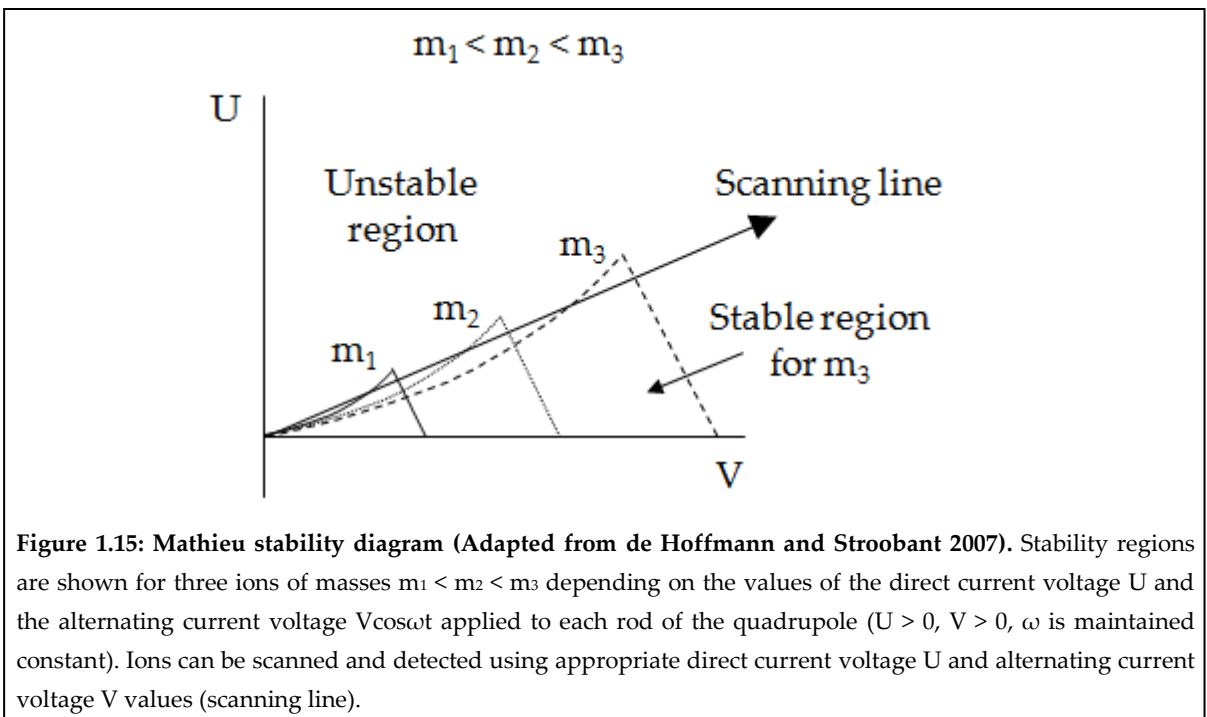 m₁ < m₂ < m₃
U
Unstable
region
Scanning line
m₃
m₂
Stable region
for m₃
m₁
V
Figure 1.15: Mathieu stability diagram (Adapted from de Hoffmann and Stroobant 2007). Stability regions
are shown for three ions of masses m₁ < m₂ < m₃ depending on the values of the direct current voltage U and
the alternating current voltage Vcosωt applied to each rod of the quadrupole (U > 0, V > 0, ω is maintained
constant). Ions can be scanned and detected using appropriate direct current voltage U and alternating current
voltage V values (scanning line).